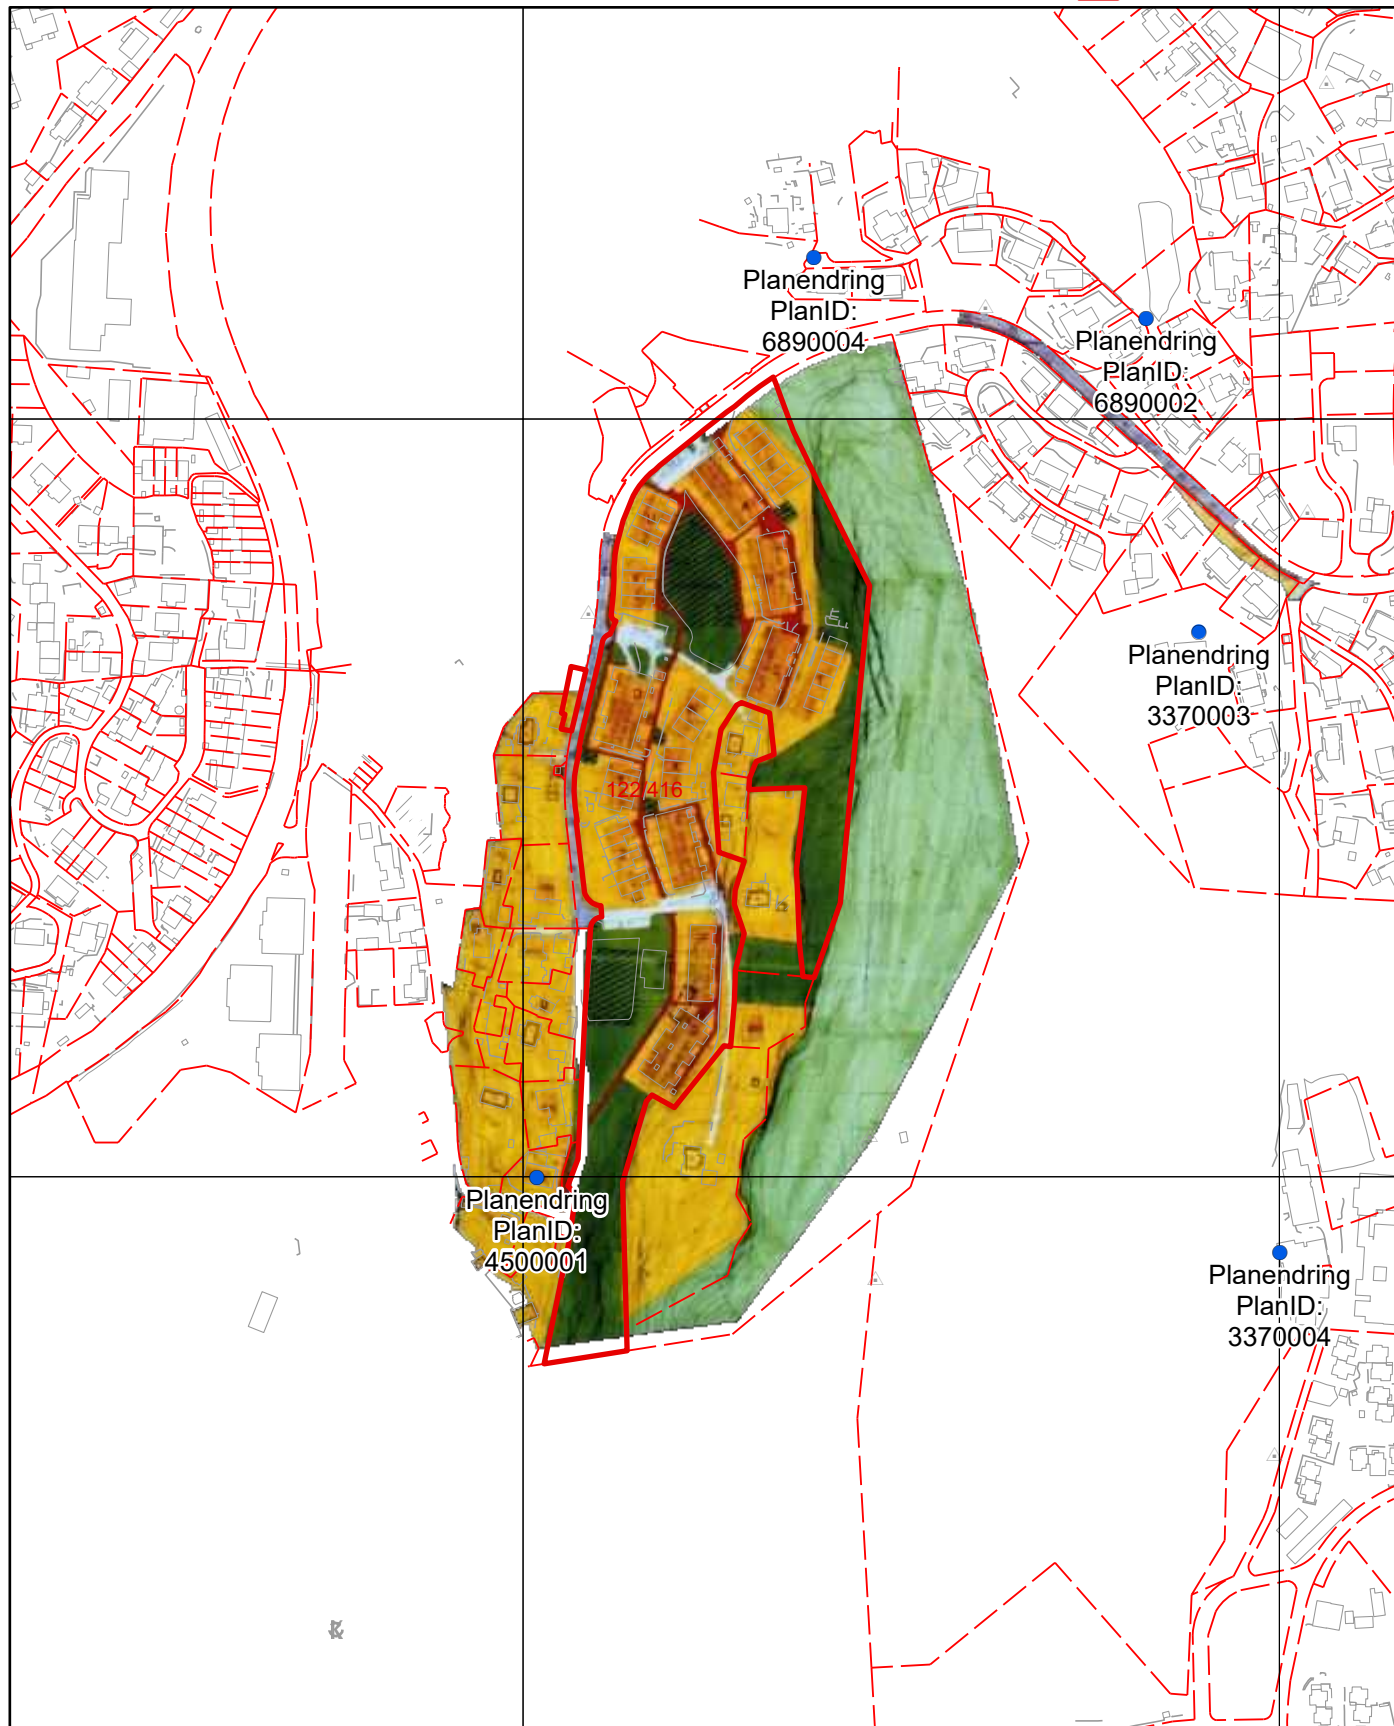 Planendring
PlanID:
6890004
Planendring
PlanID:
6890002
Planendring
PlanID:
3370003
122/416
Planendring
PlanID:
4500001
Planendring
PlanID:
3370004